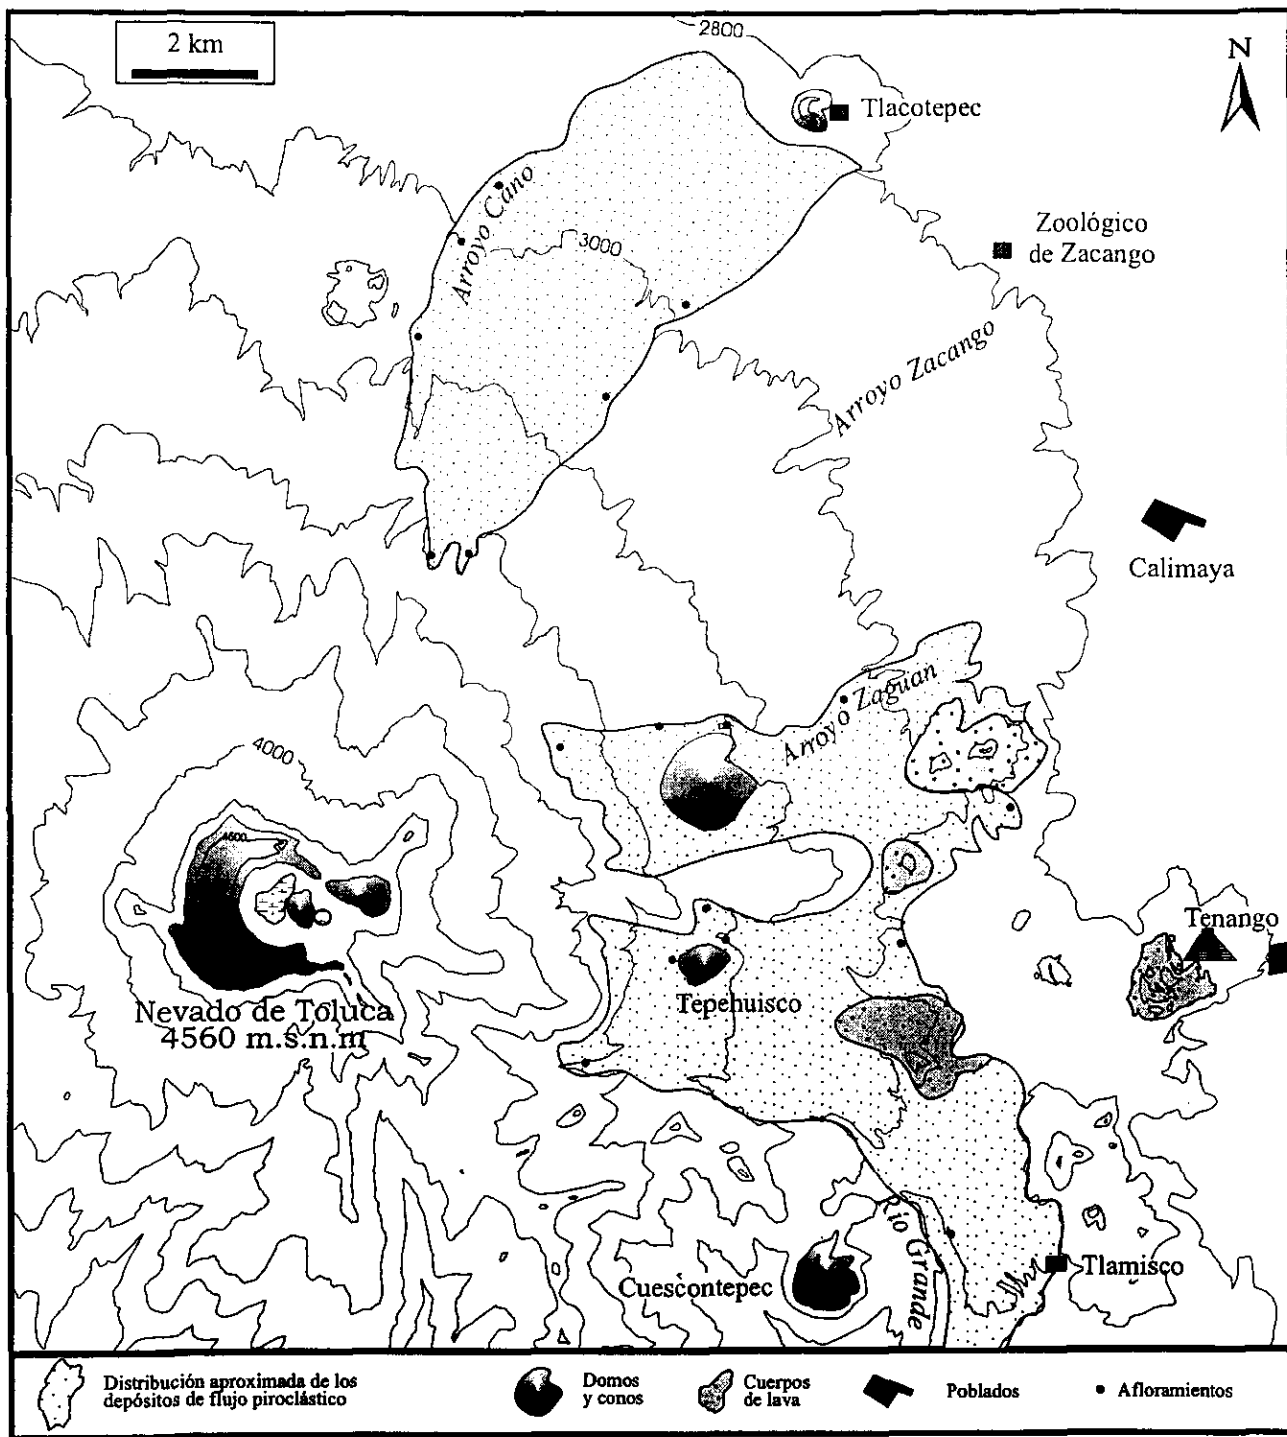 2 km
2800
N
Tlacotepec
Arroyo Cano
Zoológico
de Zacango
3000
Arroyo Zacango
Calimaya
Arroyo Zaguan
4000
4500
Tenango
Nevado de Toluca
4560 m.s.n.m
Tepehuisco
Río Grande
Cuescontepec
Tlamisco
Distribución aproximada de los
depósitos de flujo piroclástico
Domos
y conos
Cuerpos
de lava
Poblados
Afloramientos